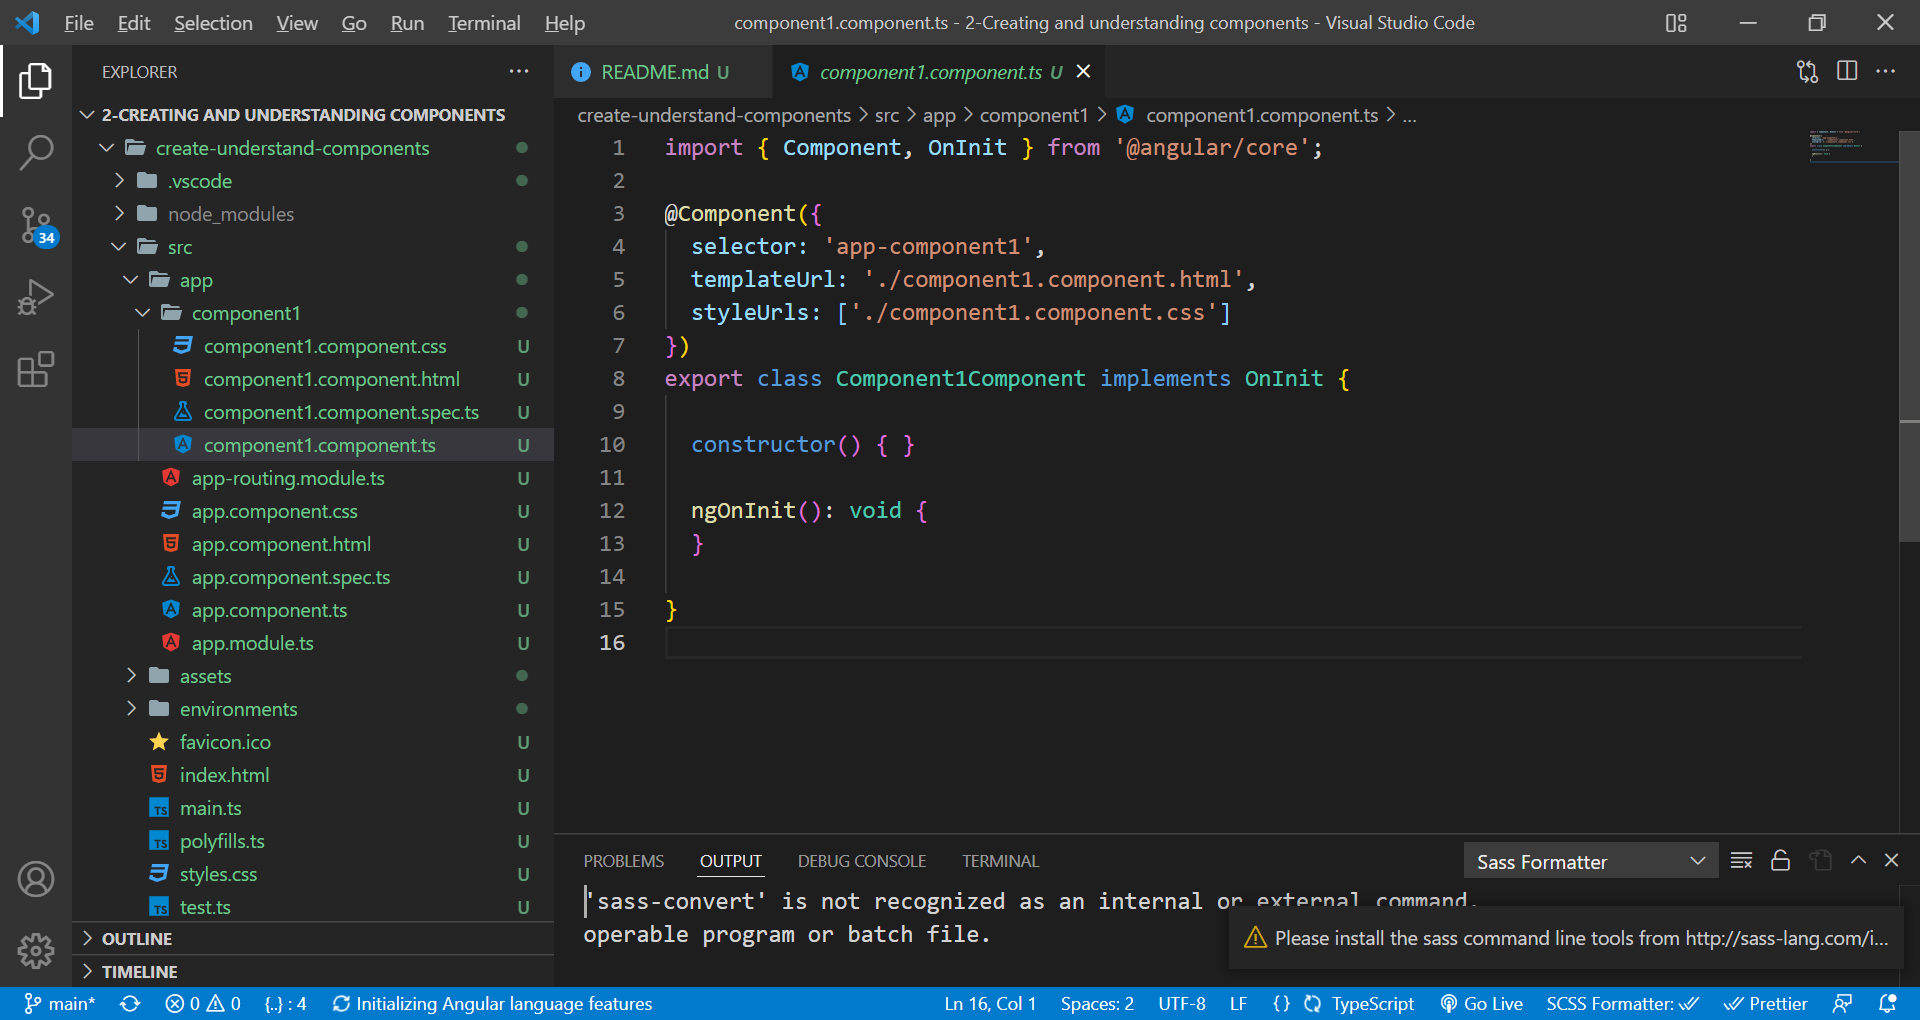 File Edit Selection View Go Run Terminal Help
component1.component.ts - 2-Creating and understanding components - Visual Studio Code
EXPLORER
2-CREATING AND UNDERSTANDING COMPONENTS
create-understand-components
.vscode
node_modules
src
app
component1
component1.component.css U
component1.component.html U
component1.component.spec.ts U
component1.component.ts U
app-routing.module.ts U
app.component.css U
app.component.html U
app.component.spec.ts U
app.component.ts U
app.module.ts U
assets
environments
favicon.ico U
index.html U
main.ts U
polyfills.ts U
styles.css U
test.ts U
OUTLINE
TIMELINE
34
README.md U
component1.component.ts U
create-understand-components > src > app > component1 > component1.component.ts > ...
1 import { Component, OnInit } from '@angular/core';
2
3 @Component({
4 selector: 'app-component1',
5 templateUrl: './component1.component.html',
6 styleUrls: ['./component1.component.css']
7 })
8 export class Component1Component implements OnInit {
9
10 constructor() { }
11
12 ngOnInit(): void {
13 }
14
15 }
16
PROBLEMS OUTPUT DEBUG CONSOLE TERMINAL
Sass Formatter
'sass-convert' is not recognized as an internal or external command,
operable program or batch file.
Please install the sass command line tools from http://sass-lang.com/i...
main* 0 0 {..} : 4 Initializing Angular language features
Ln 16, Col 1 Spaces: 2 UTF-8 LF {} TypeScript Go Live SCSS Formatter: Prettier